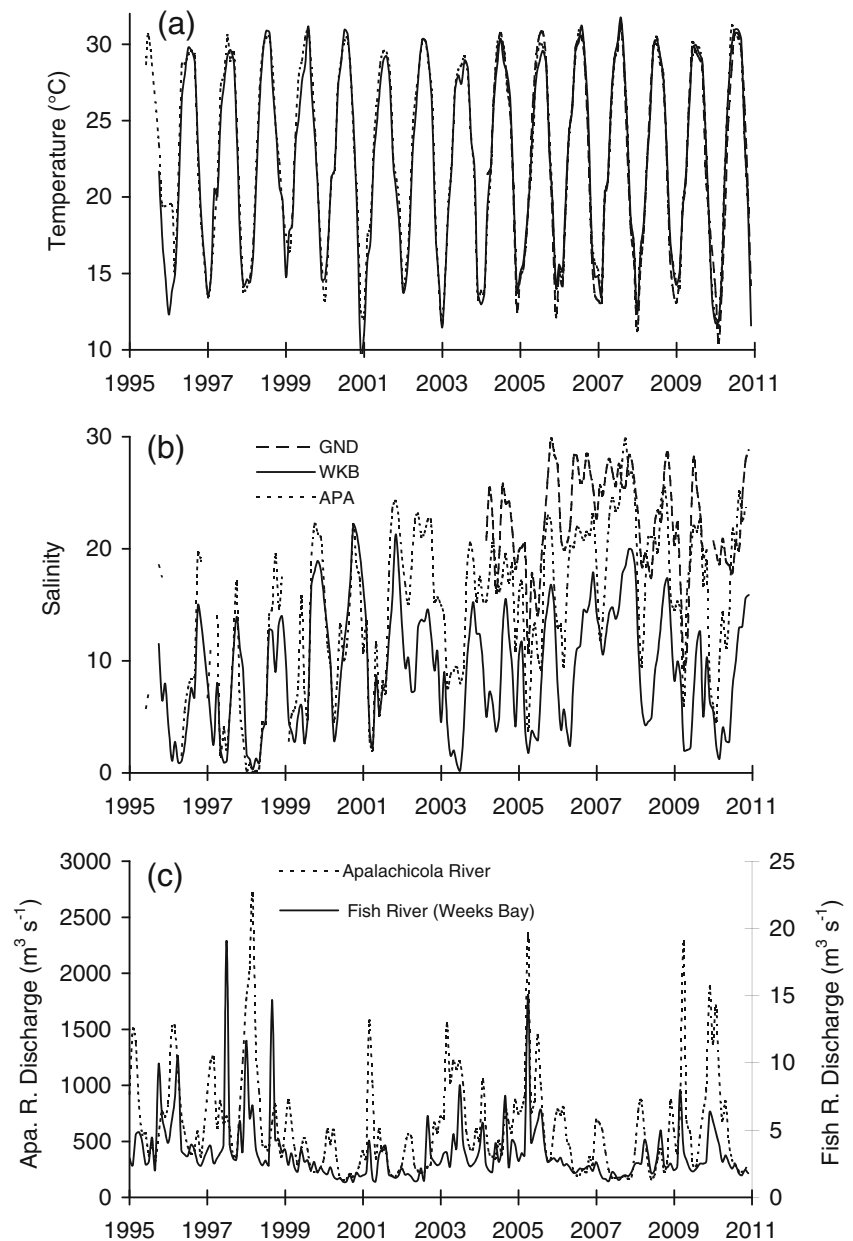 (a)
Temperature (°C)
30
25
20
15
10
1995 1997 1999 2001 2003 2005 2007 2009 2011
(b)
GND
WKB
APA
Salinity
30
20
10
0
1995 1997 1999 2001 2003 2005 2007 2009 2011
(c)
Apalachicola River
Fish River (Weeks Bay)
Apa. R. Discharge (m³ s⁻¹)
3000
2500
2000
1500
1000
500
0
25
20
15
10
5
0
Fish R. Discharge (m³ s⁻¹)
1995 1997 1999 2001 2003 2005 2007 2009 2011